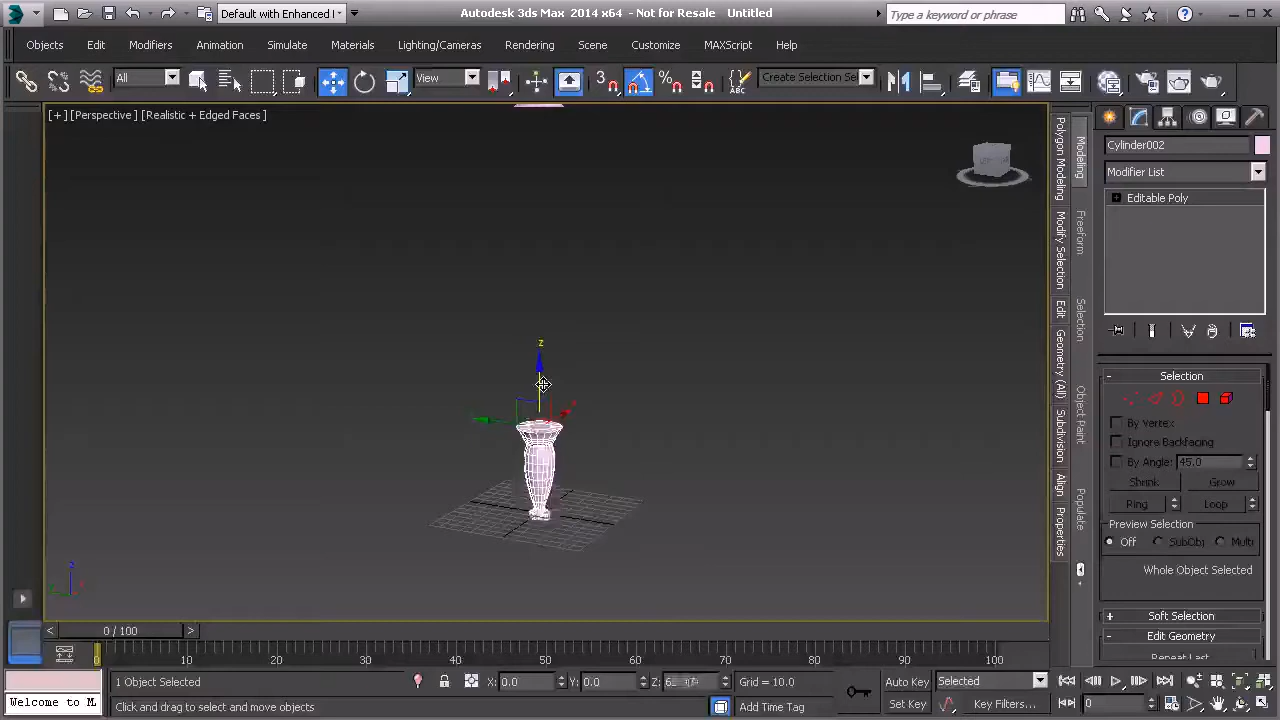 Default with Enhanced I
Autodesk 3ds Max 2014 x64 - Not for Resale Untitled
Type a keyword or phrase
Objects Edit Modifiers Animation Simulate Materials Lighting/Cameras Rendering Scene Customize MAXScript Help
All View 3 Create Selection Se
[+] [Perspective] [Realistic + Edged Faces]
Cylinder002
Modifier List
Editable Poly
Modeling
Freeform
Selection
Object Paint
Populate
Polygon Modeling
Modify Selection
Edit
Geometry (All)
Subdivision
Align
Properties
z
- Selection
By Vertex
Ignore Backfacing
By Angle: 45.0
Shrink Grow
Ring Loop
Preview Selection
Off SubObj Multi
Whole Object Selected
+ Soft Selection
- Edit Geometry
Repeat Last
z
< 0 / 100 >
0 10 20 30 40 50 60 70 80 90 100
1 Object Selected X: 0.0 Y: 0.0 Z: Grid = 10.0 Auto Key Selected
Welcome to M Click and drag to select and move objects Add Time Tag Set Key Key Filters... 0